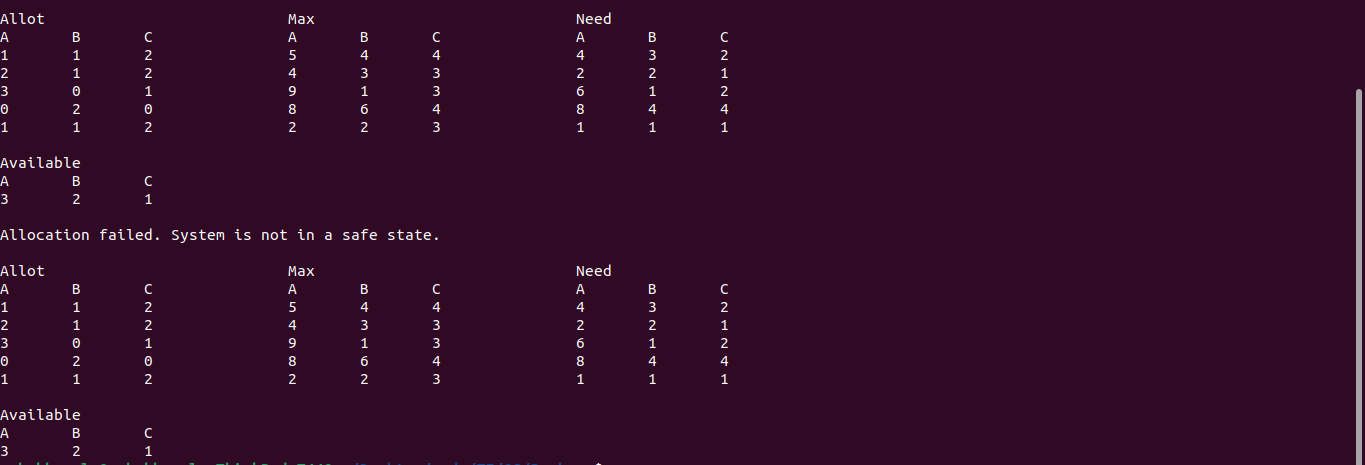 Allot Max Need
A B C A B C A B C
1 1 2 5 4 4 4 3 2
2 1 2 4 3 3 2 2 1
3 0 1 9 1 3 6 1 2
0 2 0 8 6 4 8 4 4
1 1 2 2 2 3 1 1 1
Available
A B C
3 2 1
Allocation failed. System is not in a safe state.
Allot Max Need
A B C A B C A B C
1 1 2 5 4 4 4 3 2
2 1 2 4 3 3 2 2 1
3 0 1 9 1 3 6 1 2
0 2 0 8 6 4 8 4 4
1 1 2 2 2 3 1 1 1
Available
A B C
3 2 1